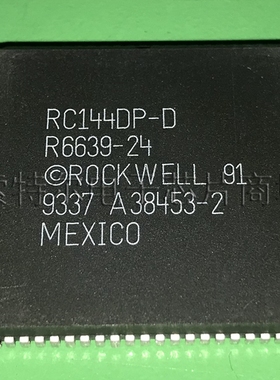 RC144DP-D
R6639-24
©ROCKWELL 91
9337 A38453-2
MEXICO